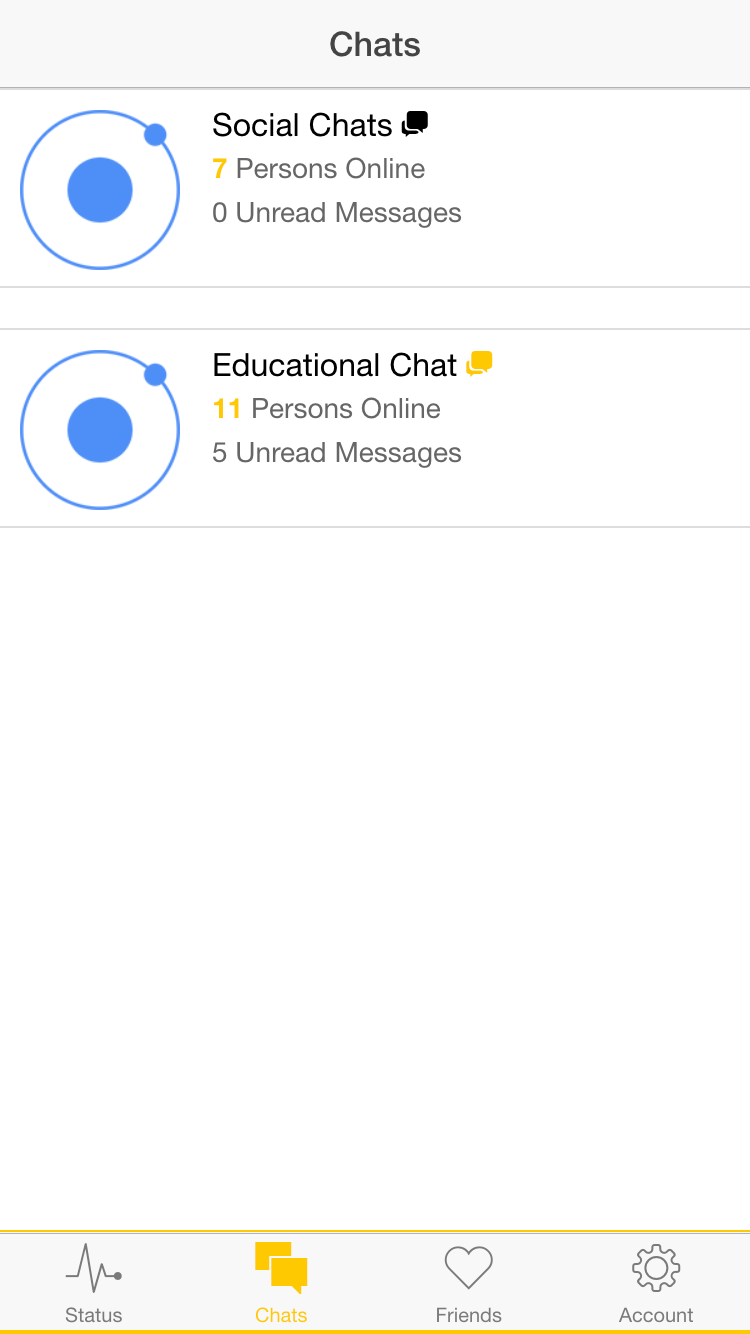 Chats
Social Chats
7 Persons Online
0 Unread Messages
Educational Chat
11 Persons Online
5 Unread Messages
Status
Chats
Friends
Account